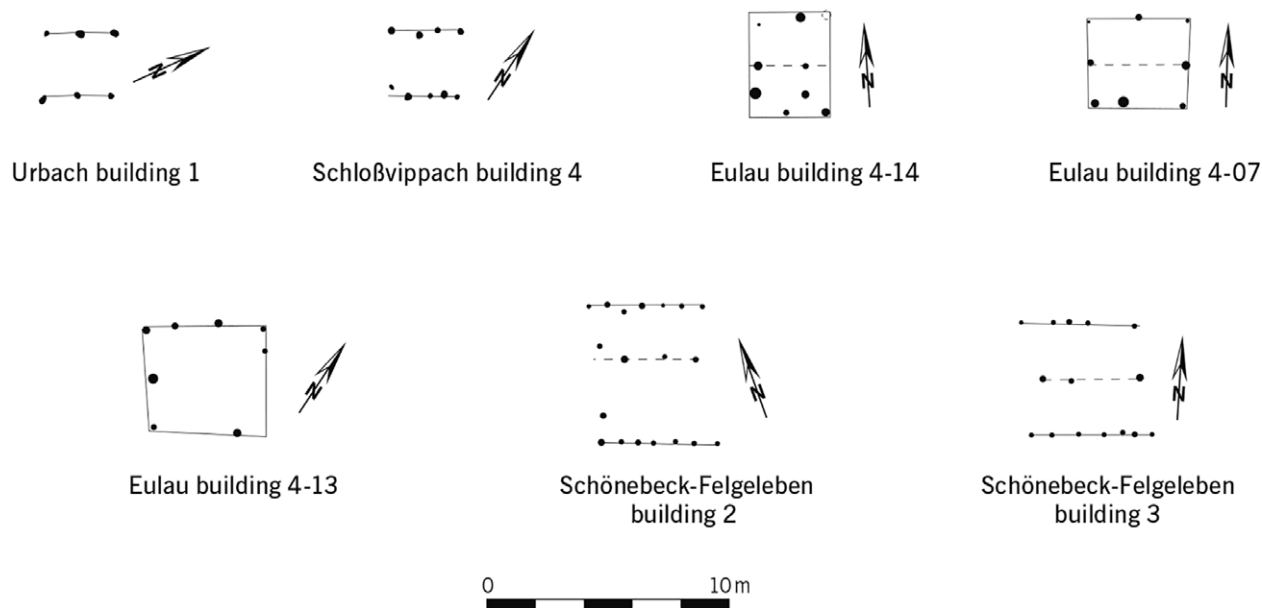 N
N
N
N
Urbach building 1
Schloßvippach building 4
Eulau building 4-14
Eulau building 4-07
N
N
N
Eulau building 4-13
Schönebeck-Felgeleben
building 2
Schönebeck-Felgeleben
building 3
0 10 m